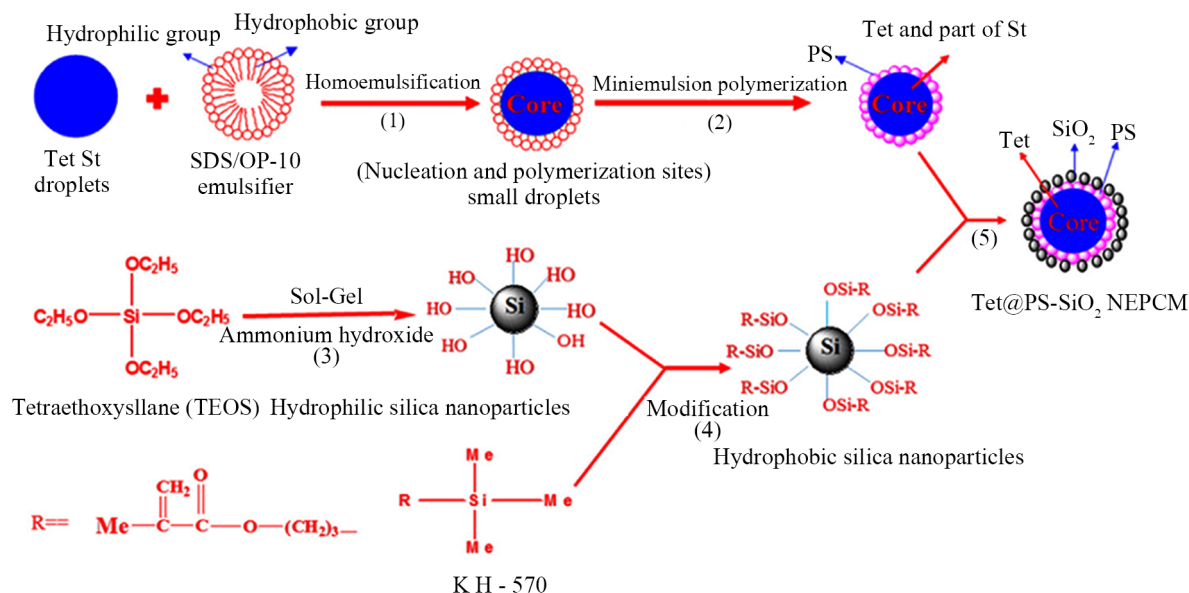 Hydrophilic group
Hydrophobic group
Tet St
droplets
SDS/OP-10
emulsifier
Homoemulsification
(1)
Core
(Nucleation and polymerization sites)
small droplets
Miniemulsion polymerization
(2)
PS
Tet and part of St
Core
Tet
SiO₂
PS
Core
(5)
Tet@PS-SiO₂ NEPCM
OC₂H₅
C₂H₅O
Si
OC₂H₅
OC₂H₅
Tetraethoxysllane (TEOS)
Sol-Gel
Ammonium hydroxide
(3)
HO
HO
HO
HO
Si
HO
HO
OH
HO
Hydrophilic silica nanoparticles
Modification
(4)
OSi-R
R-SiO
OSi-R
R-SiO
Si
OSi-R
R-SiO
OSi-R
OSi-R
Hydrophobic silica nanoparticles
R==
CH₂
O
Me
C
C
O
(CH₂)₃
Me
R
Si
Me
Me
K H - 570